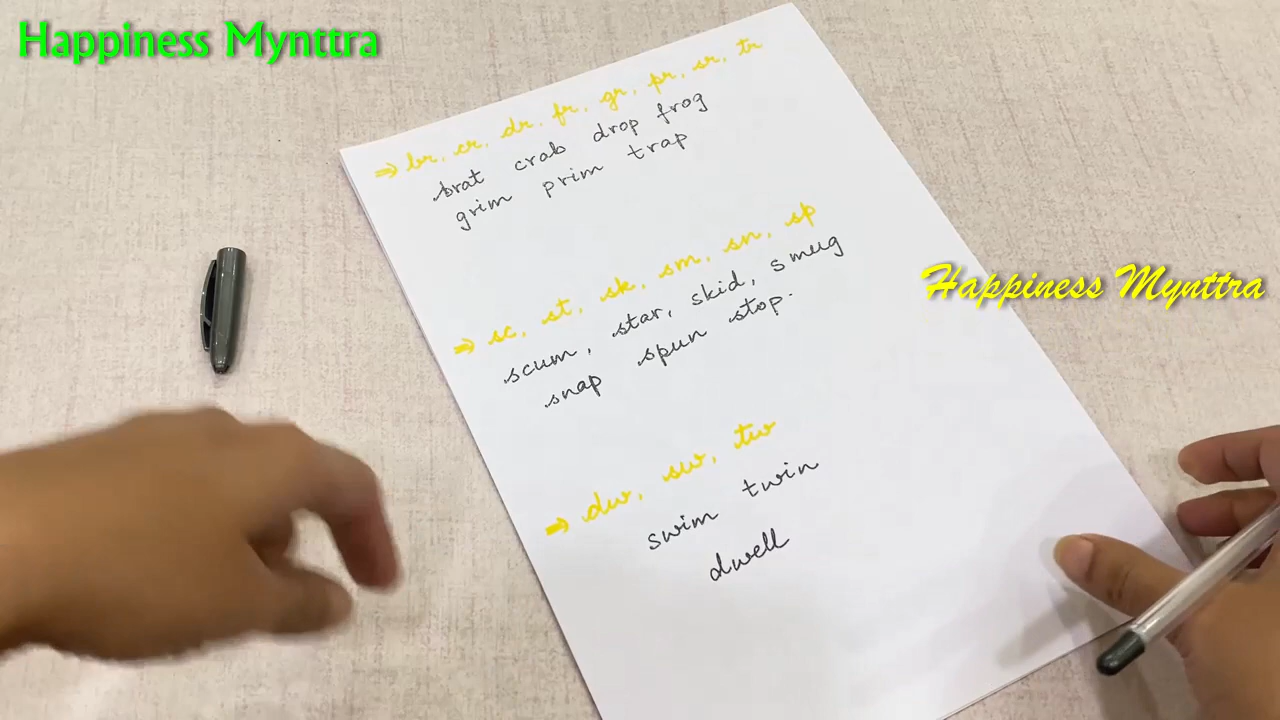 Happiness Mynttra
⇒ br, cr, dr, fr, gr, pr, sr, tr
brat crab drop frog
grim prim trap
⇒ sc, st, sk, sm, sn, sp
scum, star, skid, smug
snap spun stop.
Happiness Mynttra
⇒ dw, sw, tw
swim twin
dwell